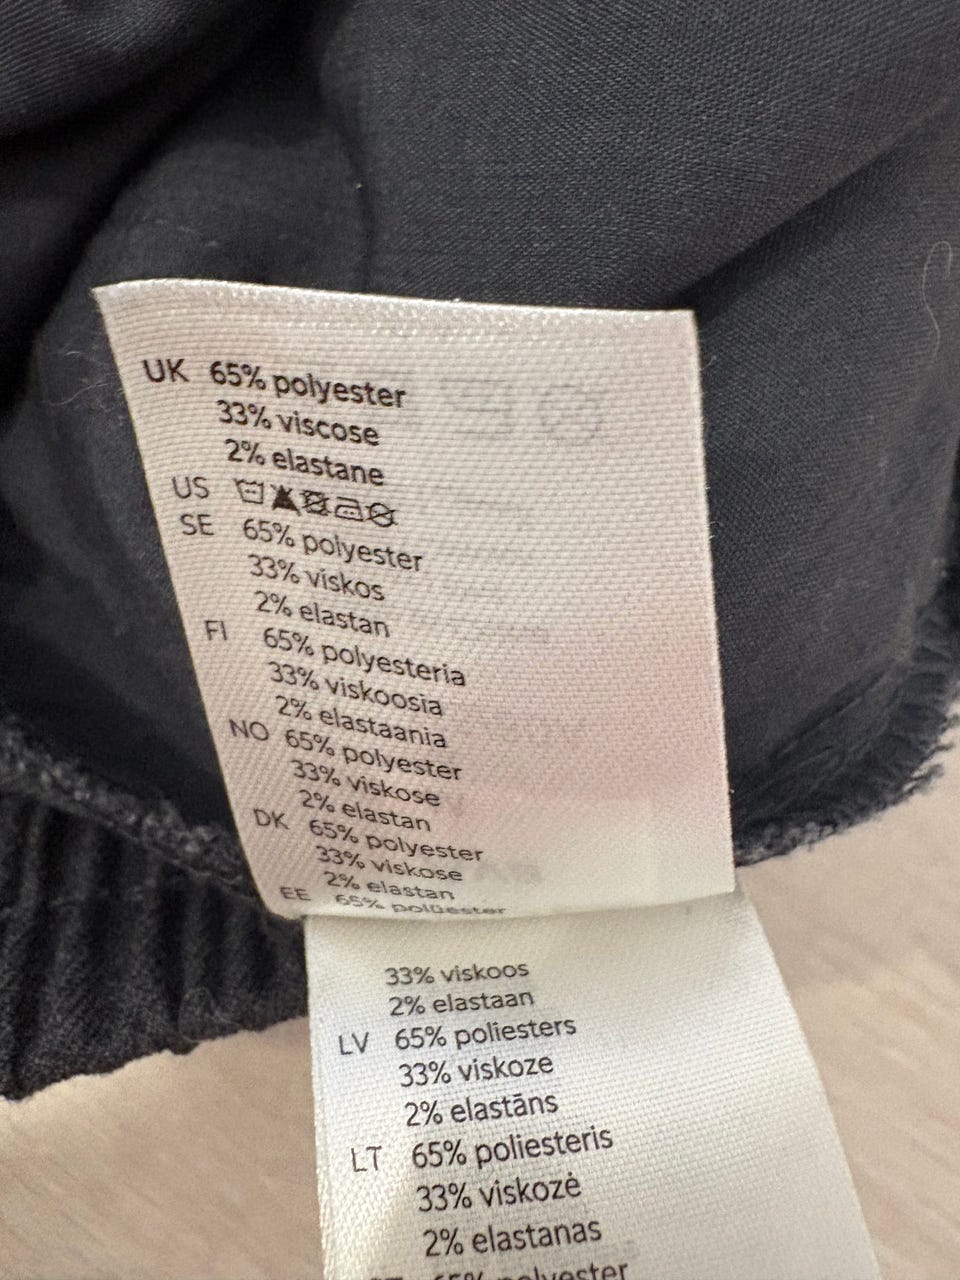 UK 65% polyester
33% viscose
2% elastane
US
SE 65% polyester
33% viskos
2% elastan
FI 65% polyesteria
33% viskoosia
2% elastaania
NO 65% polyester
33% viskose
2% elastan
DK 65% polyester
33% viskose
2% elastan
EE 65% polüester
33% viskoos
2% elastaan
LV 65% poliesters
33% viskoze
2% elastāns
LT 65% poliesteris
33% viskozė
2% elastanas
65% polyester